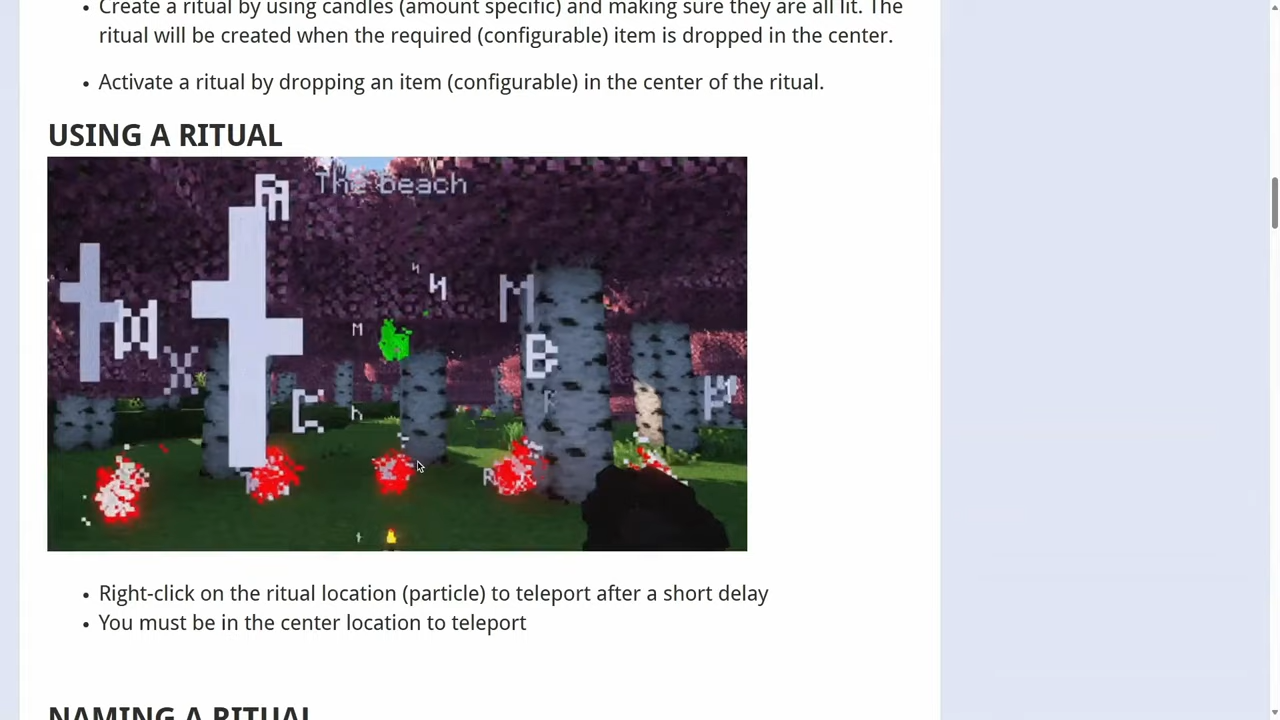 Create a ritual by using candles (amount specific) and making sure they are all lit. The
ritual will be created when the required (configurable) item is dropped in the center.
Activate a ritual by dropping an item (configurable) in the center of the ritual.
USING A RITUAL
The beach
Right-click on the ritual location (particle) to teleport after a short delay
You must be in the center location to teleport
NAMING A RITUAL